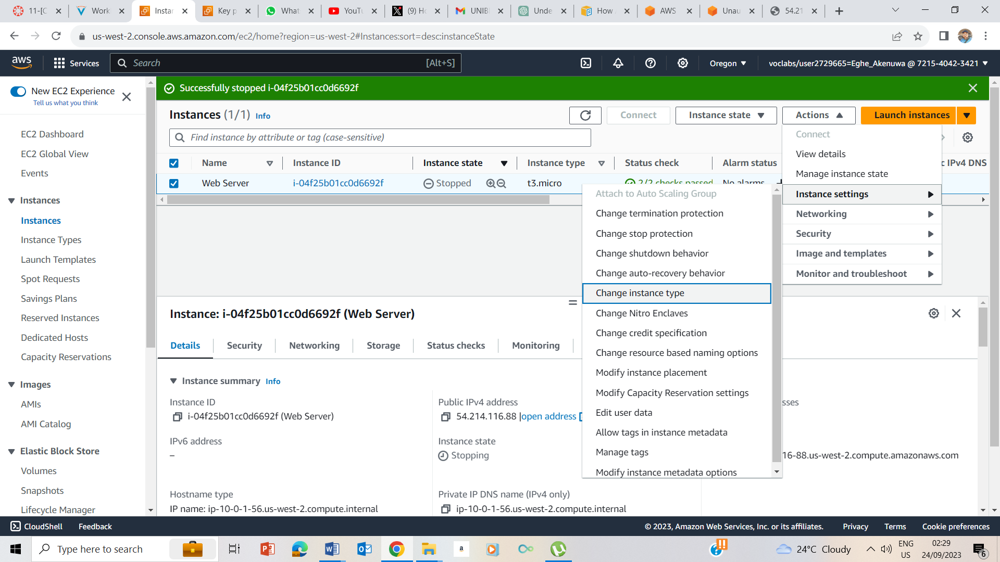 11-[C
Work
Instar
Key p
What
YouTu
(9) Ho
UNIBE
Unde
How
AWS
Unau
54.21
us-west-2.console.aws.amazon.com/ec2/home?region=us-west-2#Instances:sort=desc:instanceState
aws
Services
Search
[Alt+S]
Oregon
voclabs/user2729665=Eghe_Akenuwa @ 7215-4042-3421
New EC2 Experience
Tell us what you think
EC2 Dashboard
EC2 Global View
Events
Instances
Instances
Instance Types
Launch Templates
Spot Requests
Savings Plans
Reserved Instances
Dedicated Hosts
Capacity Reservations
Images
AMIs
AMI Catalog
Elastic Block Store
Volumes
Snapshots
Lifecycle Manager
Successfully stopped i-04f25b01cc0d6692f
Instances (1/1) Info
Connect
Instance state
Actions
Launch instances
Find instance by attribute or tag (case-sensitive)
Name
Instance ID
Instance state
Instance type
Status check
Alarm status
IPv4 DNS
Web Server
i-04f25b01cc0d6692f
Stopped
t3.micro
2/2 checks passed
No alarms
Connect
View details
Manage instance state
Instance settings
Networking
Security
Image and templates
Monitor and troubleshoot
Attach to Auto Scaling Group
Change termination protection
Change stop protection
Change shutdown behavior
Change auto-recovery behavior
Change instance type
Change Nitro Enclaves
Change credit specification
Change resource based naming options
Modify instance placement
Modify Capacity Reservation settings
Edit user data
Allow tags in instance metadata
Manage tags
Modify instance metadata options
Instance: i-04f25b01cc0d6692f (Web Server)
Details
Security
Networking
Storage
Status checks
Monitoring
Instance summary Info
Instance ID
i-04f25b01cc0d6692f (Web Server)
Public IPv4 address
54.214.116.88 |open address
sses
IPv6 address
–
Instance state
Stopping
16-88.us-west-2.compute.amazonaws.com
Hostname type
IP name: ip-10-0-1-56.us-west-2.compute.internal
Private IP DNS name (IPv4 only)
ip-10-0-1-56.us-west-2.compute.internal
CloudShell
Feedback
© 2023, Amazon Web Services, Inc. or its affiliates.
Privacy
Terms
Cookie preferences
Type here to search
a
24°C Cloudy
ENG
US
02:29
24/09/2023
6